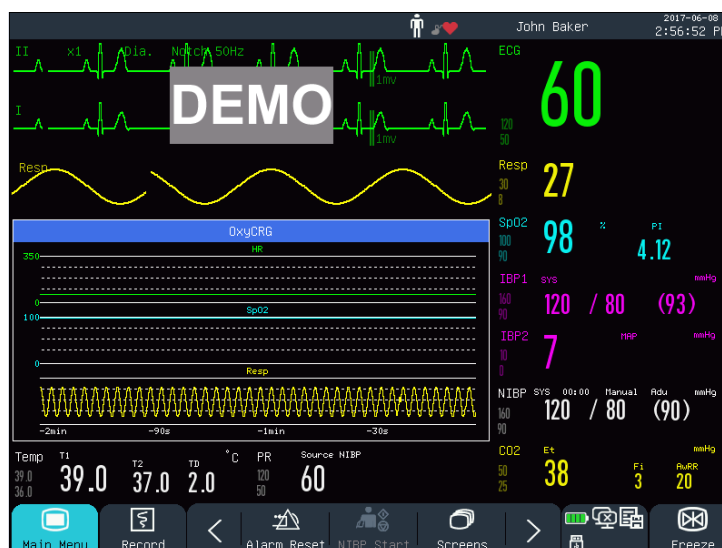 John Baker
2017-06-08
2:56:52 P
II x1 Dia. Notch 50Hz
1mv
DEMO
I
1mv
ECG
120
50
60
Resp
Resp
30
8
27
SpO2 % PI
100
90
98
4.12
OxyCRG
HR
350
0
SpO2
100
0
Resp
-2min -90s -1min -30s
IBP1 SYS mmHg
160
90
120 / 80 (93)
IBP2 MAP mmHg
10
0
7
NIBP SYS 00:00 Manual Adu mmHg
160
90
120 / 80 (90)
Temp T1 T2 TD °C
39.0
36.0
39.0 37.0 2.0
PR Source NIBP
120
50
60
CO2 Et mmHg
50
25
38
Fi AwRR
3 20
Main Menu Record Alarm Reset NIBP Start Screens Freeze